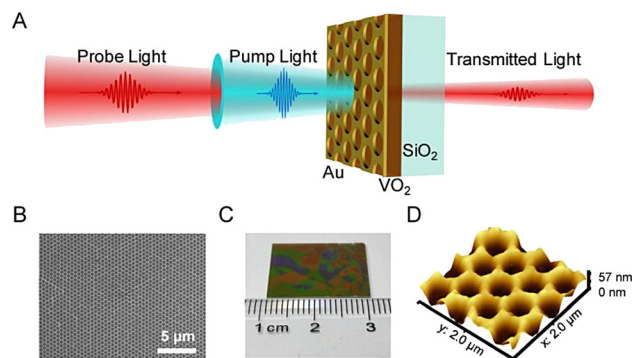 A
Probe Light
Pump Light
Transmitted Light
Au
VO₂
SiO₂
B
5 μm
C
1 cm 2 3
D
57 nm
0 nm
y: 2.0 μm
x: 2.0 μm